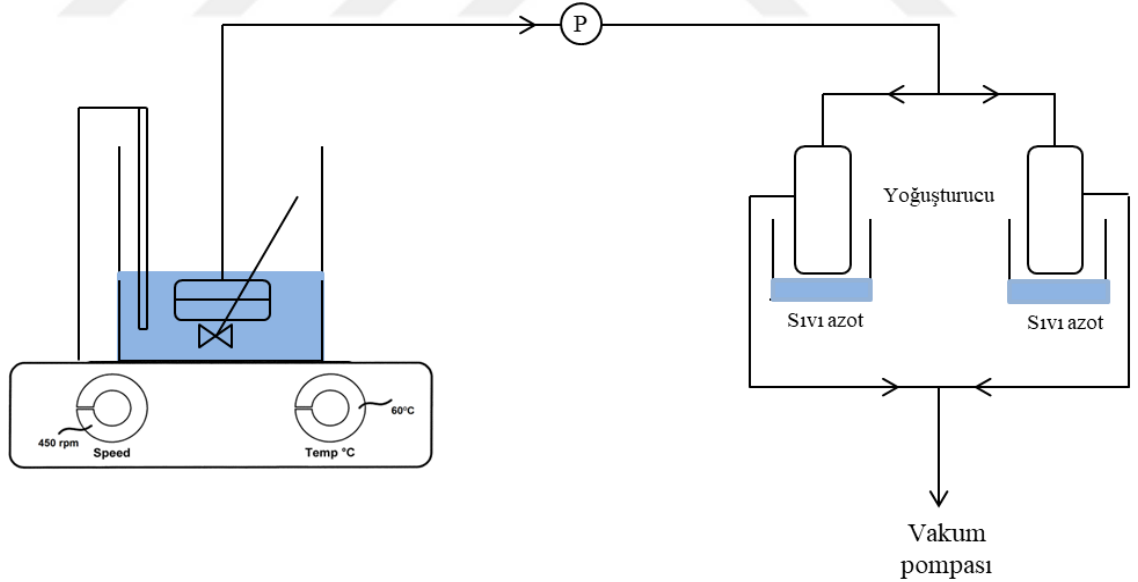 P
Yoğuşturucu
Sıvı azot
Sıvı azot
60°C
450 rpm
Speed
Temp °C
Vakum
pompası